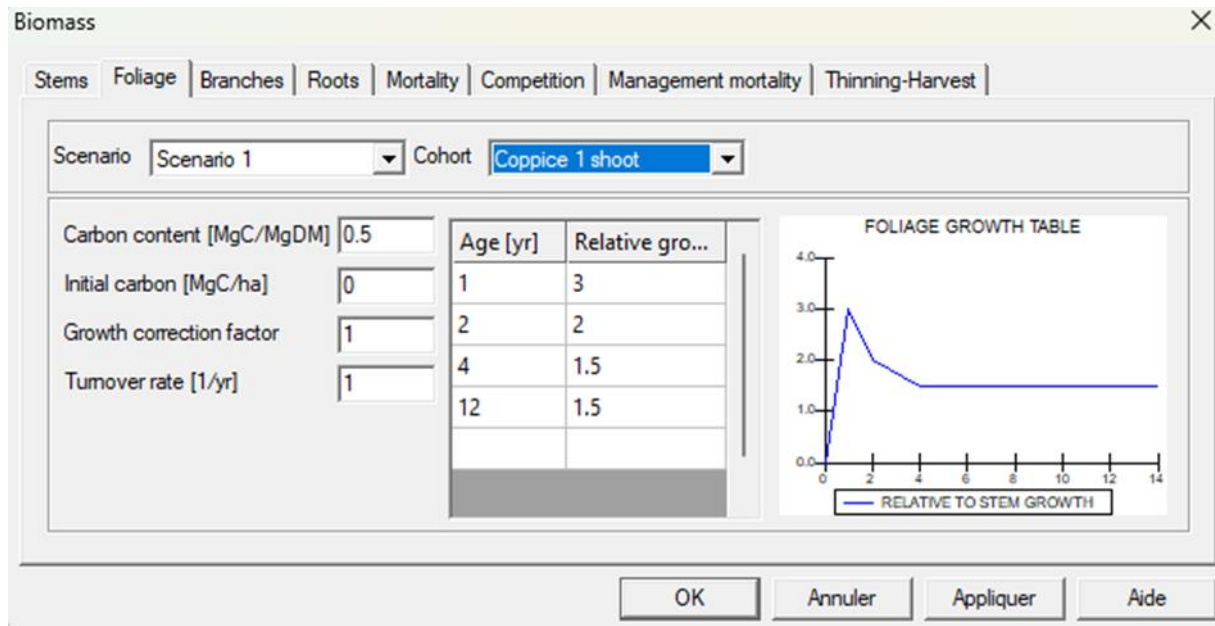 Biomass
Stems Foliage Branches Roots Mortality Competition Management mortality Thinning-Harvest
Scenario Scenario 1 Cohort Coppice 1 shoot
Carbon content [MgC/MgDM] 0.5
Initial carbon [MgC/ha] 0
Growth correction factor 1
Turnover rate [1/yr] 1
Age [yr] Relative gro...
1 3
2 2
4 1.5
12 1.5
FOLIAGE GROWTH TABLE
4.0
3.0
2.0
1.0
0.0
0 2 4 6 8 10 12 14
RELATIVE TO STEM GROWTH
OK Annuler Appliquer Aide